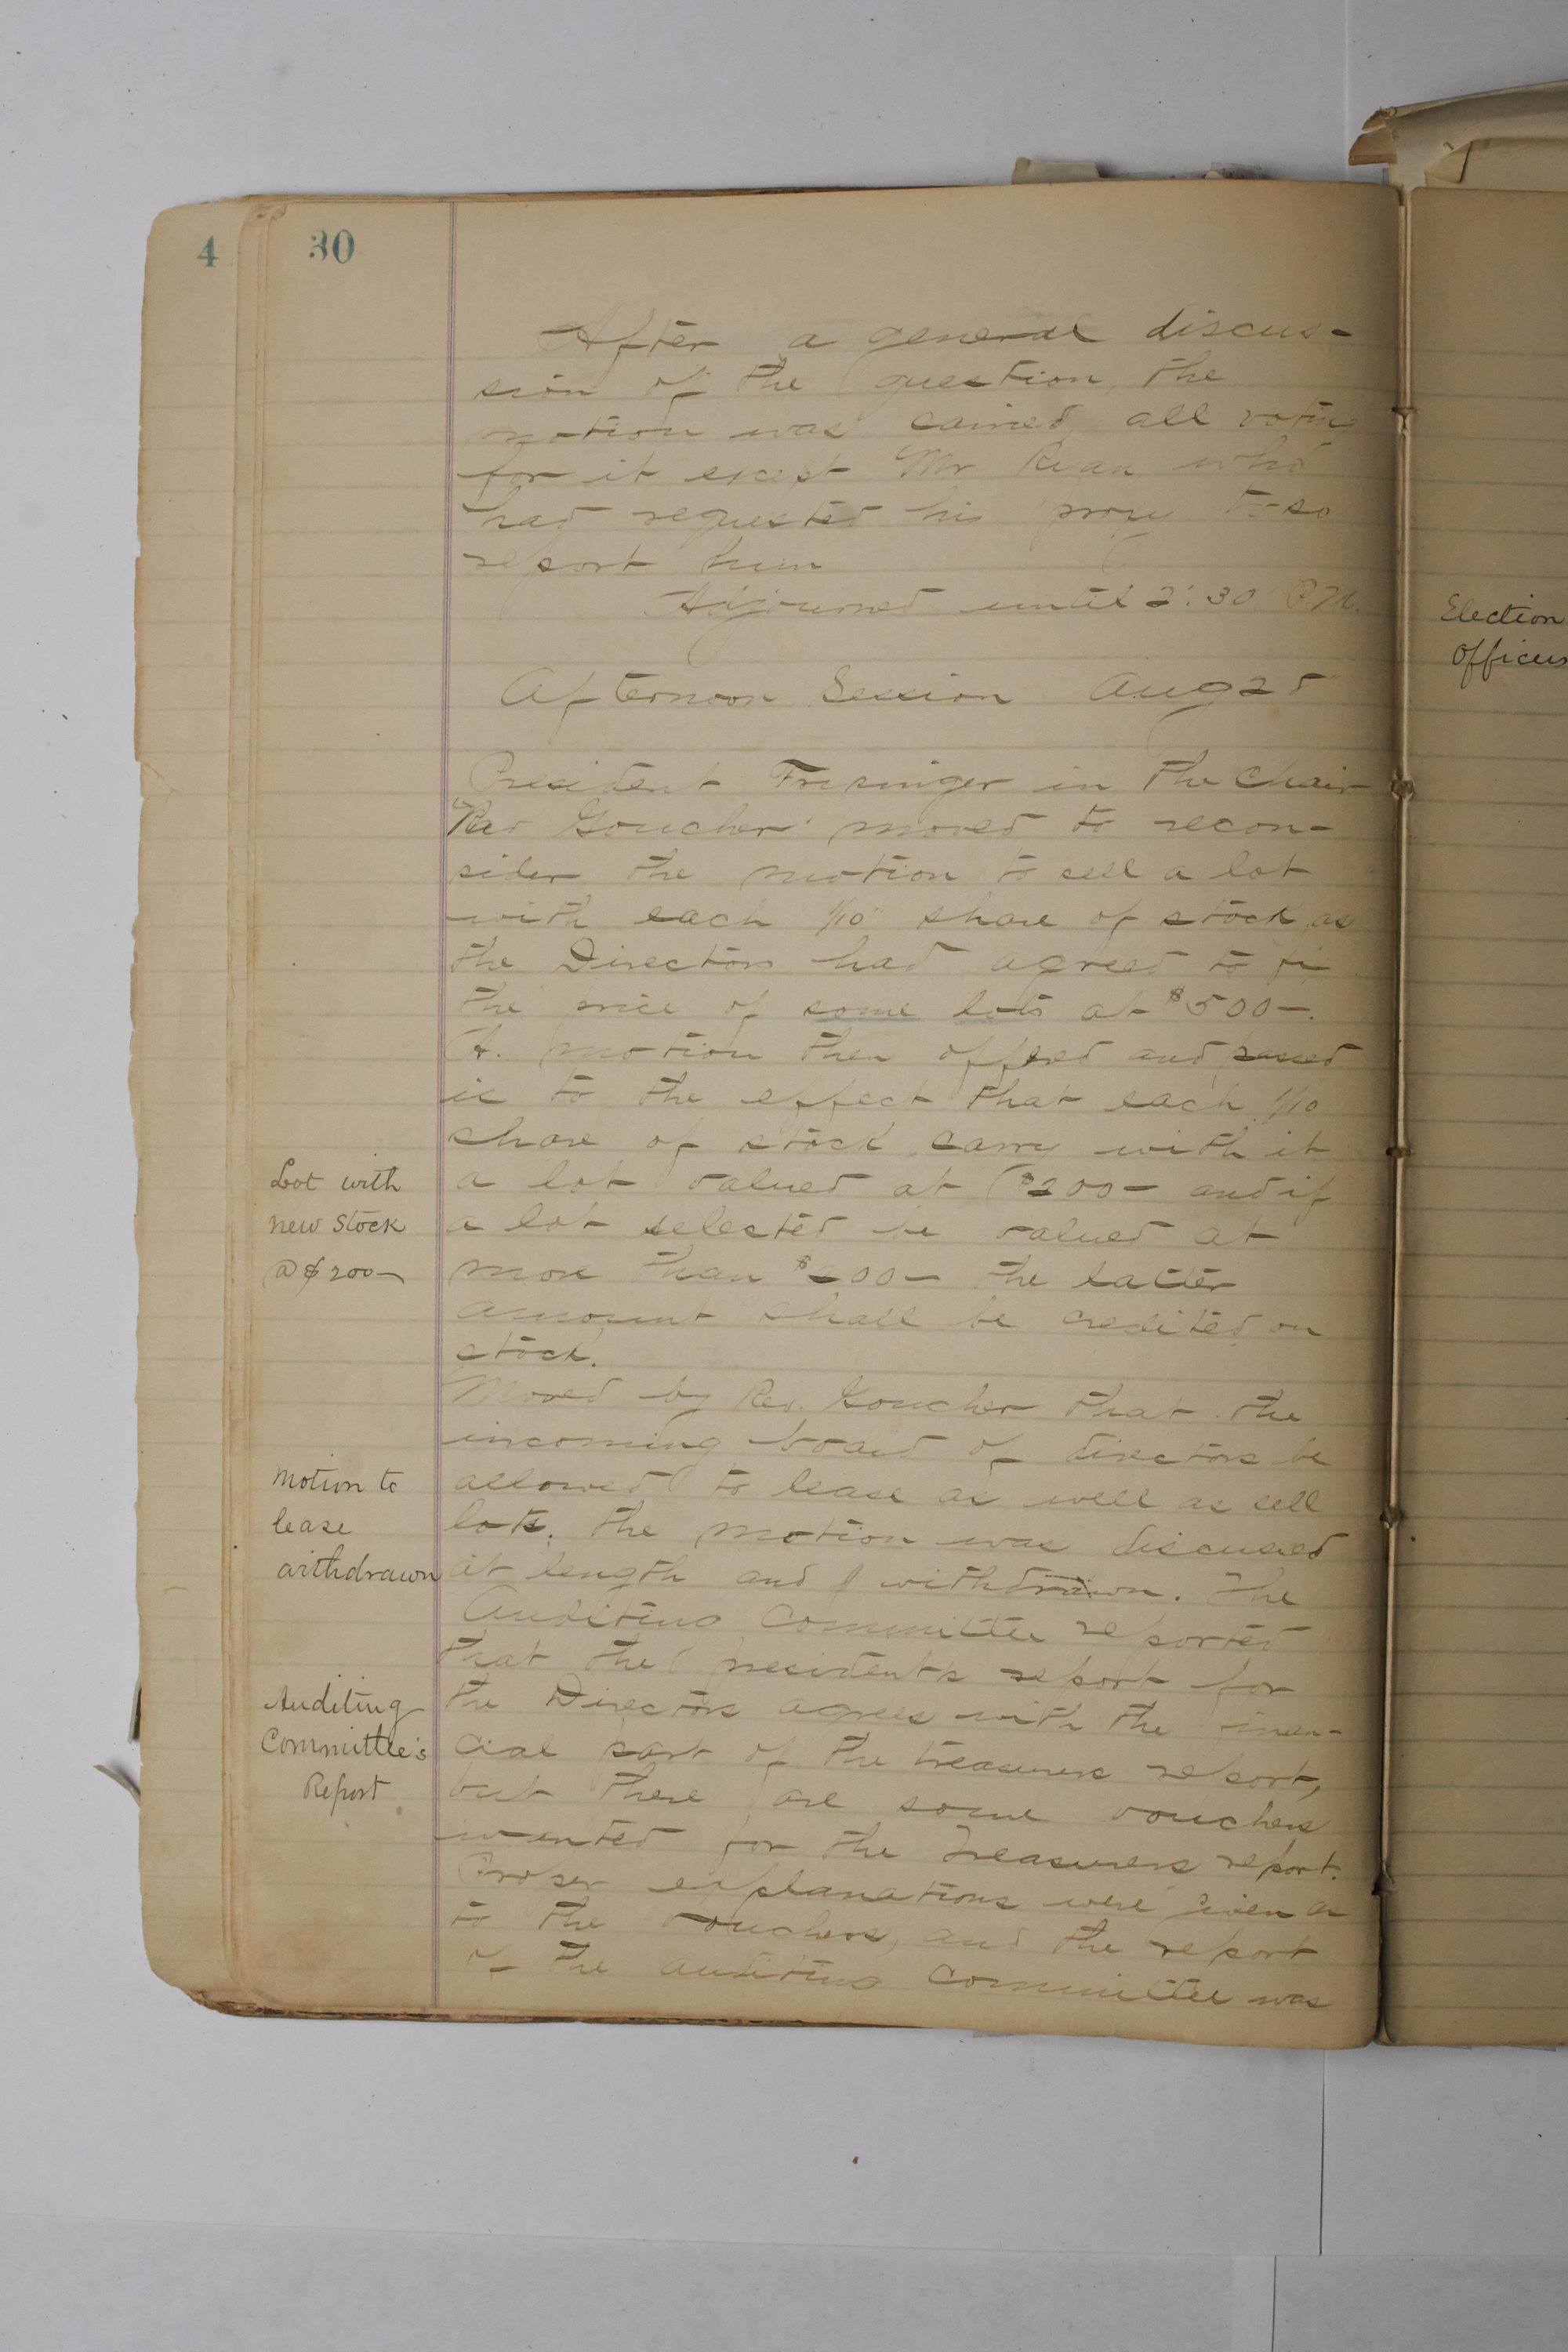 4
30
After a general discus-
sion of the question, the
motion was carried, all voting
for it except Mr Ryan who
had requested his proxy to so
report him
Adjourned until 2:30 P.M.
Afternoon Session Aug 25
President Fresinger in the chair
Rev Goucher moved to recon-
sider the motion to sell a lot
with each 1/10 share of stock, as
the Directors had agreed to fix
the price of some lots at $500-.
A motion then offered and passed
is to the effect that each 1/10
share of stock carry with it
Lot with
new stock
@ $200-
a lot valued at $200- and if
a lot selected be valued at
more than $200- the latter
amount shall be credited on
stock.
Moved by Rev. Goucher that the
incoming board of directors be
Motion to
lease
withdrawn
allowed to lease as well as sell
lots. The motion was discussed
at length and withdrawn. The
Auditing Committee reported
that the president's report for
Auditing
Committee's
Report
the Directors agrees with the finan-
cial part of the treasurers report,
but there are some vouchers
wanted for the Treasurers report.
Proper explanations were given as
to the vouchers, and the report
of the auditing committee was
Election
Officers